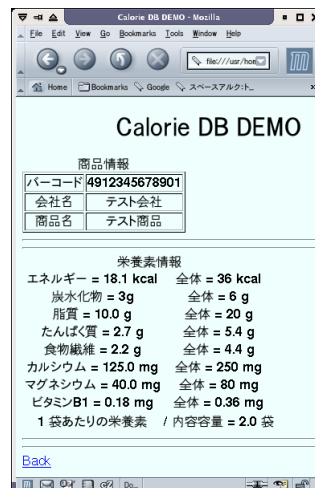 Calorie DB DEMO - Mozilla
File Edit View Go Bookmarks Tools Window Help
file:///usr/hom
Home Bookmarks Google スペースアルク:ト_
Calorie DB DEMO
商品情報
バーコード 4912345678901
会社名 テスト会社
商品名 テスト商品
栄養素情報
エネルギー = 18.1 kcal 全体 = 36 kcal
炭水化物 = 3g 全体 = 6 g
脂質 = 10.0 g 全体 = 20 g
たんぱく質 = 2.7 g 全体 = 5.4 g
食物繊維 = 2.2 g 全体 = 4.4 g
カルシウム = 125.0 mg 全体 = 250 mg
マグネシウム = 40.0 mg 全体 = 80 mg
ビタミンB1 = 0.18 mg 全体 = 0.36 mg
1 袋あたりの栄養素 / 内容容量 = 2.0 袋
Back
Do_